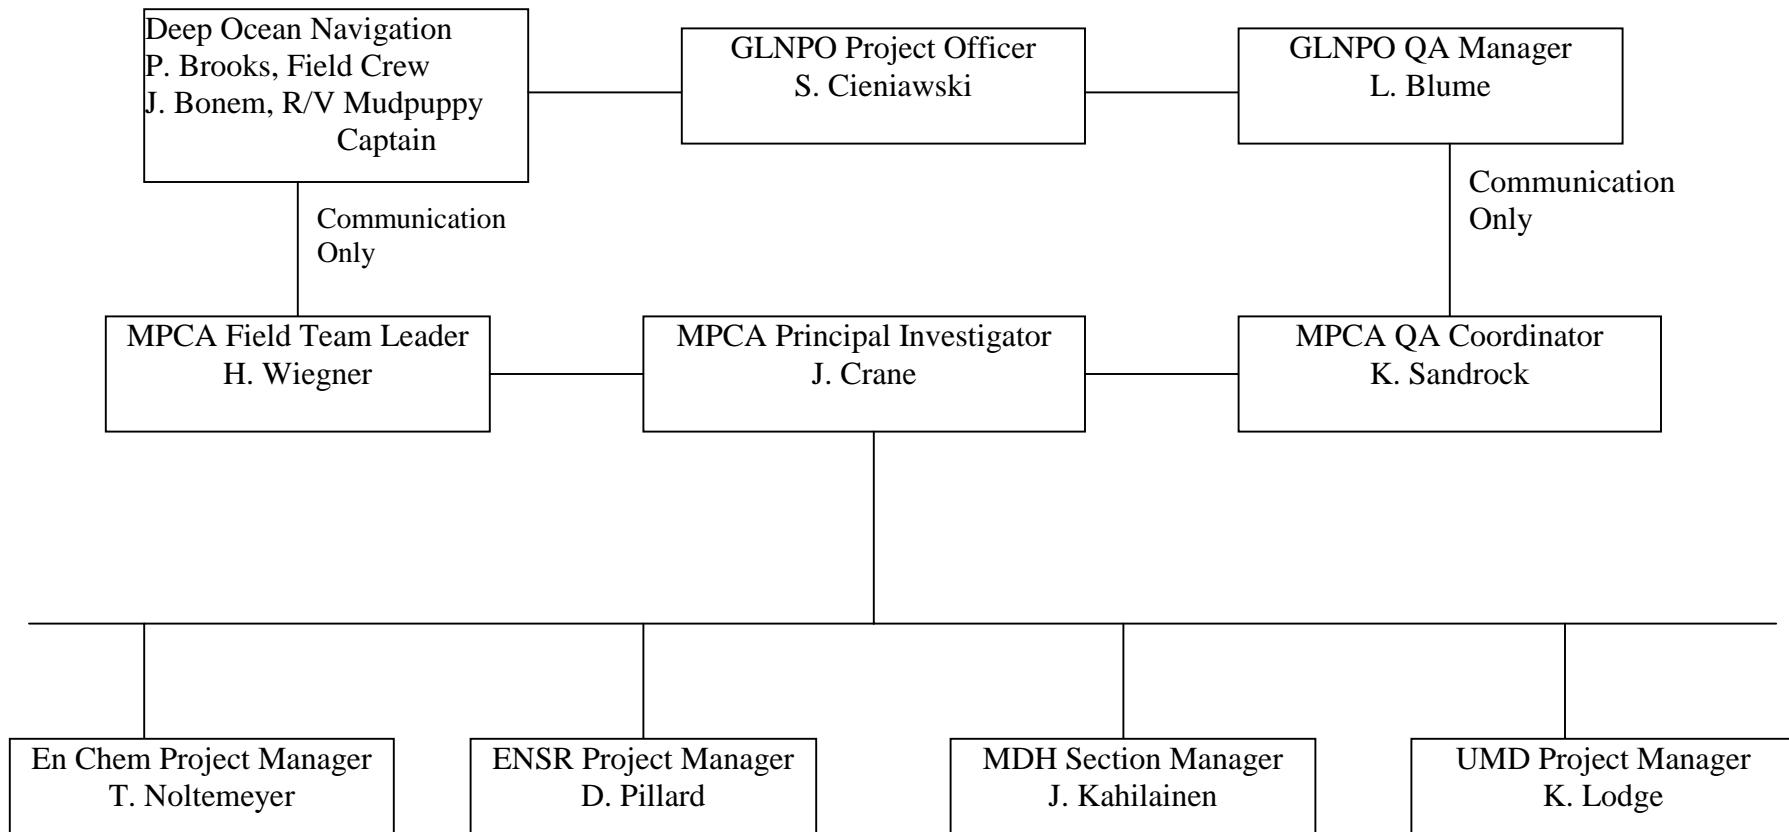 Deep Ocean Navigation
P. Brooks, Field Crew
J. Bonem, R/V Mudpuppy
Captain
GLNPO Project Officer
S. Cieniawski
GLNPO QA Manager
L. Blume
Communication
Only
Communication
Only
MPCA Field Team Leader
H. Wiegner
MPCA Principal Investigator
J. Crane
MPCA QA Coordinator
K. Sandrock
En Chem Project Manager
T. Noltemeyer
ENSR Project Manager
D. Pillard
MDH Section Manager
J. Kahilainen
UMD Project Manager
K. Lodge